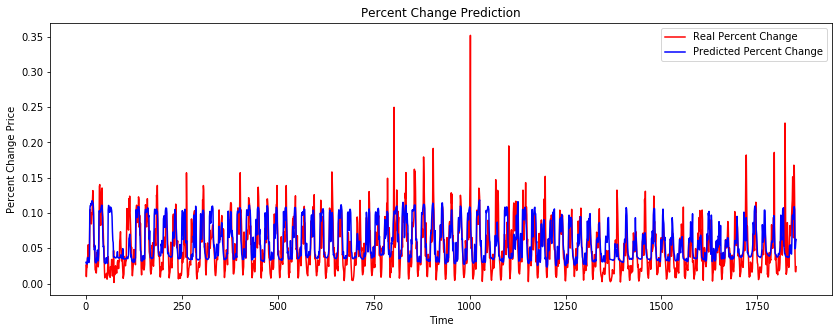 Percent Change Prediction
Real Percent Change
Predicted Percent Change
0.35
0.30
0.25
0.20
0.15
0.10
0.05
0.00
Percent Change Price
0 250 500 750 1000 1250 1500 1750
Time